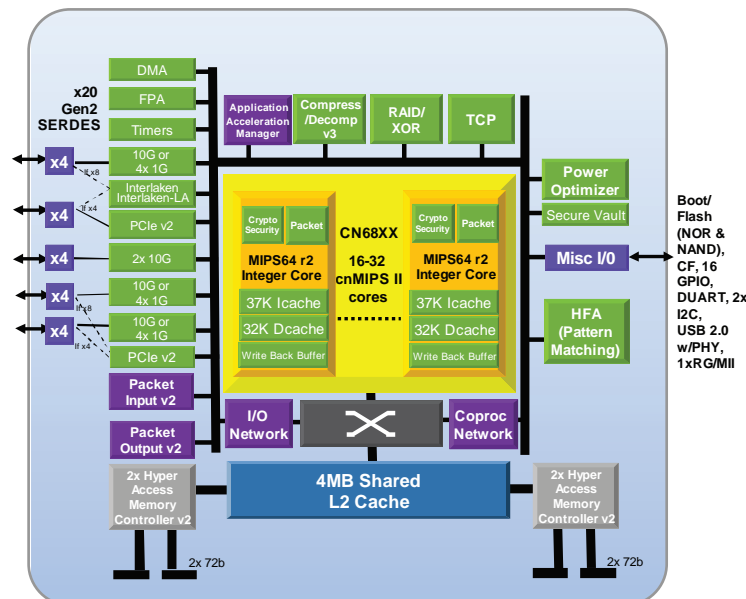 x20
Gen2
SERDES
DMA
FPA
Timers
10G or
4x 1G
Interlaken
Interlaken-LA
PCIe v2
2x 10G
10G or
4x 1G
10G or
4x 1G
PCIe v2
Packet
Input v2
Packet
Output v2
x4
If x8
If x4
x4
x4
x4
If x8
x4
If x4
Application
Acceleration
Manager
Compress
/Decomp
v3
RAID/
XOR
TCP
Crypto
Security
Packet
MIPS64 r2
Integer Core
37K Icache
32K Dcache
Write Back Buffer
CN68XX
16-32
cnMIPS II
cores
Crypto
Security
Packet
MIPS64 r2
Integer Core
37K Icache
32K Dcache
Write Back Buffer
Power
Optimizer
Secure Vault
Misc I/0
HFA
(Pattern
Matching)
Boot/
Flash
(NOR &
NAND),
CF, 16
GPIO,
DUART, 2x
I2C,
USB 2.0
w/PHY,
1xRG/MII
I/O
Network
Coproc
Network
4MB Shared
L2 Cache
2x Hyper
Access
Memory
Controller v2
2x 72b
2x Hyper
Access
Memory
Controller v2
2x 72b